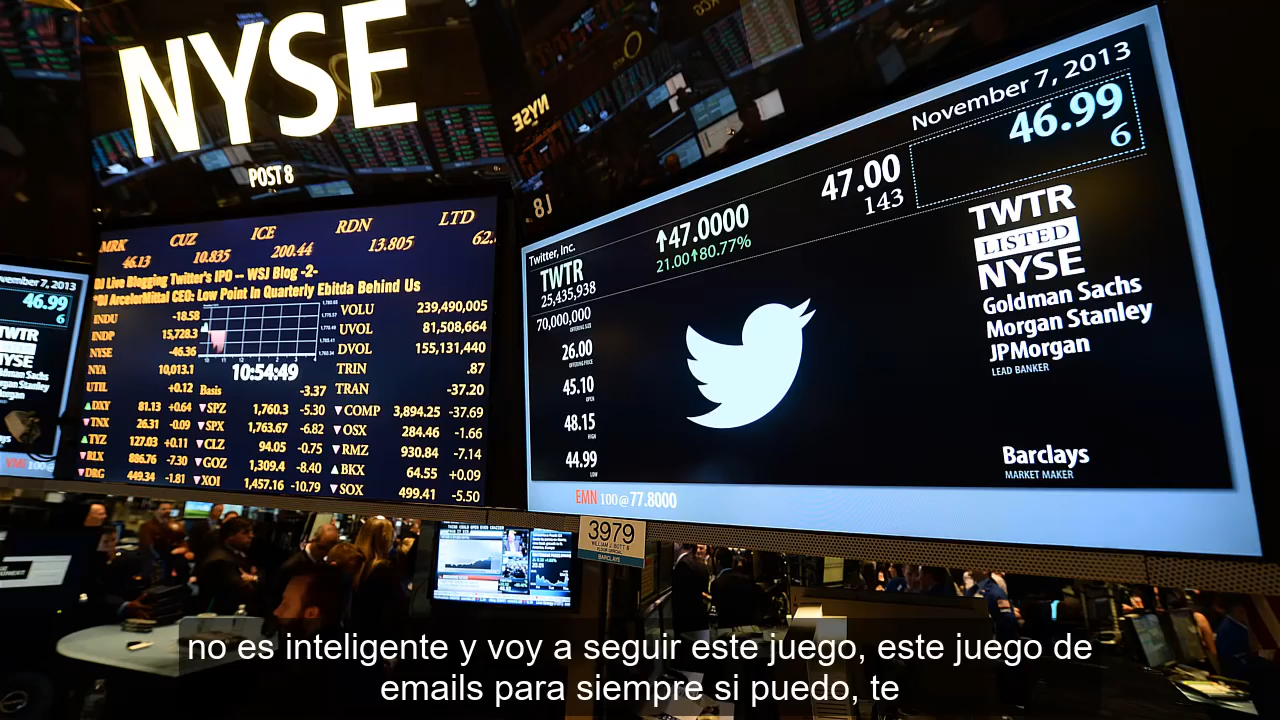 NYSE
POST 8
MRK CUZ ICE RDN LTD
46.13 10.835 200.44 13.805 62.
DJ Live Blogging Twitter's IPO -- WSJ Blog -2-
*DJ ArcelorMittal CEO: Low Point In Quarterly Ebitda Behind Us
INDU -18.58 VOLU 239,490,005
INDP 15,728.3 UVOL 81,508,664
NYSE -46.36 DVOL 155,131,440
NYA 10,013.1 10:54:49 TRIN .87
UTIL +0.12 Basis -3.37 TRAN -37.20
DXY 81.13 +0.64 SPZ 1,760.3 -5.30 COMP 3,894.25 -37.69
TNX 26.31 -0.09 SPX 1,763.67 -6.82 OSX 284.46 -1.66
TYZ 127.03 +0.11 CLZ 94.05 -0.75 RMZ 930.84 -7.14
RLX 886.76 -7.30 GOZ 1,309.4 -8.40 BKX 64.55 +0.09
DRG 449.34 -1.81 XOI 1,457.16 -10.79 SOX 499.41 -5.50
November 7, 2013
46.99
6
47.00
143
↑47.0000
21.00↑80.77%
Twitter, Inc.
TWTR
25,435,938
70,000,000
OFFERING SIZE
26.00
OFFERING PRICE
45.10
OPEN
48.15
HIGH
44.99
LOW
TWTR
LISTED
NYSE
Goldman Sachs
Morgan Stanley
JPMorgan
LEAD BANKER
Barclays
MARKET MAKER
EMN 100@77.8000
3979
BARCLAYS
no es inteligente y voy a seguir este juego, este juego de
emails para siempre si puedo, te